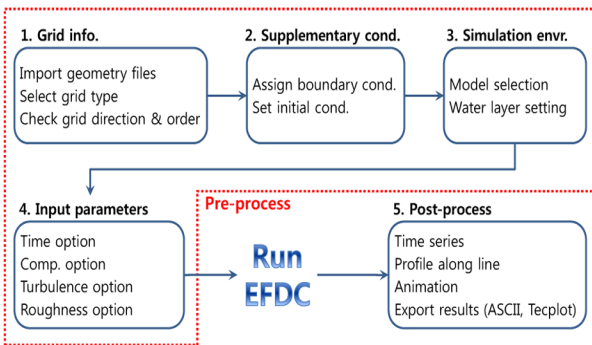 1. Grid info.
Import geometry files
Select grid type
Check grid direction & order
2. Supplementary cond.
Assign boundary cond.
Set initial cond.
3. Simulation envr.
Model selection
Water layer setting
4. Input parameters
Time option
Comp. option
Turbulence option
Roughness option
Pre-process
Run
EFDC
5. Post-process
Time series
Profile along line
Animation
Export results (ASCII, Tecplot)